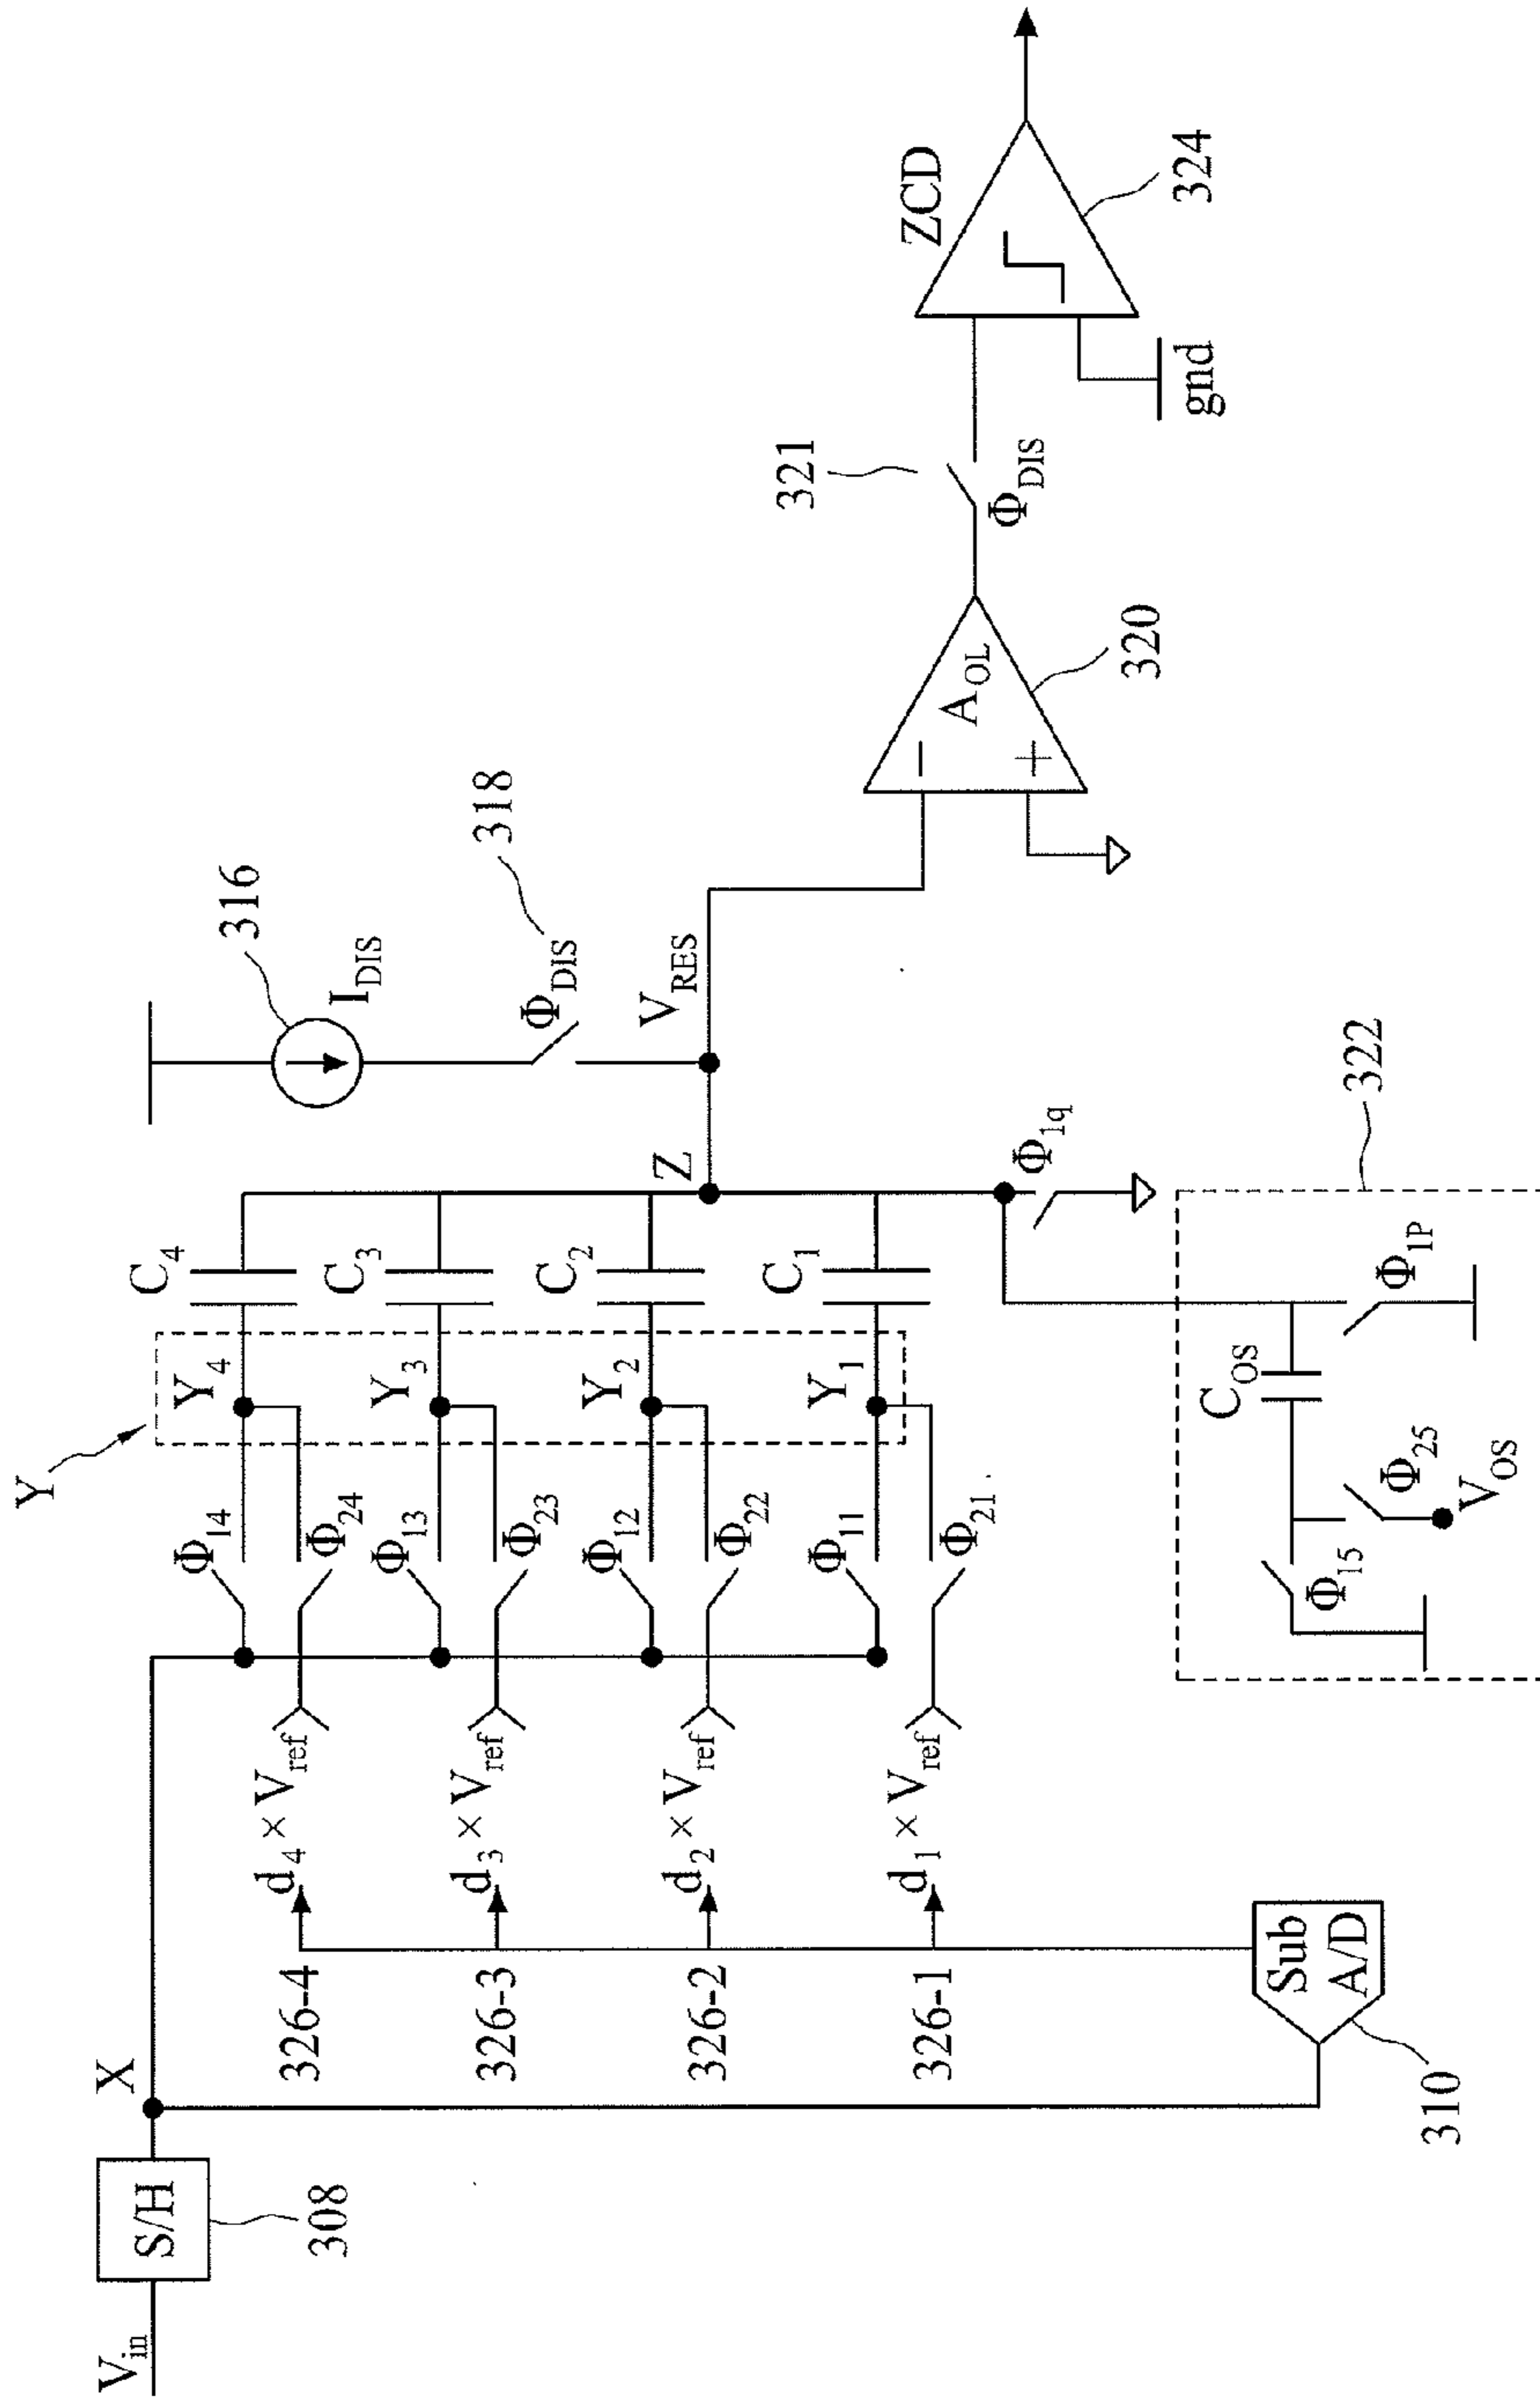 V_in
S/H
308
X
Y
Φ_14
Y_4
C_4
326-4
d_4 × V_ref
Φ_24
Φ_13
Y_3
C_3
326-3
d_3 × V_ref
Φ_23
Φ_12
Y_2
C_2
326-2
d_2 × V_ref
Φ_22
Φ_11
Y_1
C_1
326-1
d_1 × V_ref
Φ_21
Sub
A/D
310
Z
V_RES
316
I_DIS
Φ_DIS
318
Φ_1q
322
C_OS
Φ_15
Φ_25
V_OS
Φ_1P
−
+
A_OL
320
321
Φ_DIS
ZCD
324
gnd